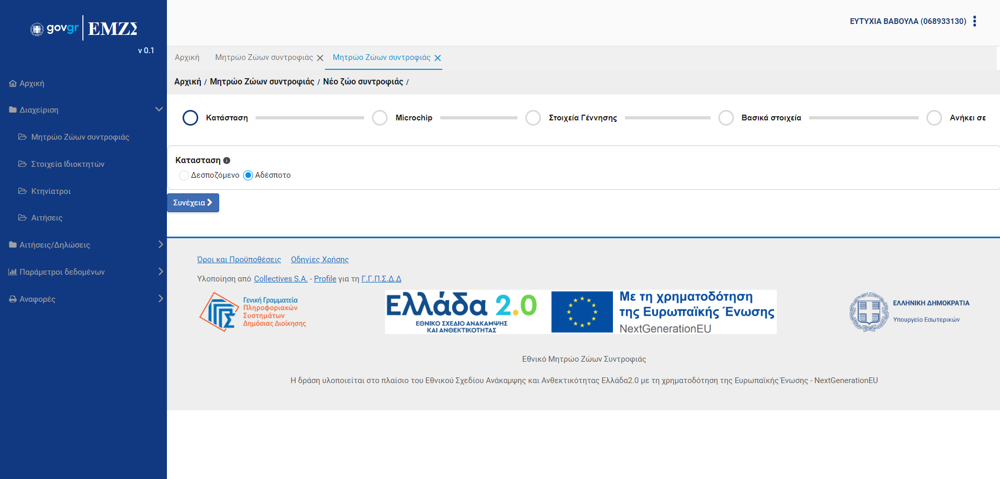 govgr ΕΜΖΣ
v 0.1
ΕΥΤΥΧΙΑ ΒΑΒΟΥΛΑ (068933130)
Αρχική
Διαχείριση
Μητρώο Ζώων συντροφιάς
Στοιχεία Ιδιοκτητών
Κτηνίατροι
Αιτήσεις
Αιτήσεις/Δηλώσεις
Παράμετροι δεδομένων
Αναφορές
Αρχική Μητρώο Ζώων συντροφιάς Μητρώο Ζώων συντροφιάς
Αρχική / Μητρώο Ζώων συντροφιάς / Νέο ζώο συντροφιάς /
Κατάσταση Microchip Στοιχεία Γέννησης Βασικά στοιχεία Ανήκει σε
Κατασταση
Δεσποζόμενο Αδέσποτο
Συνέχεια
Όροι και Προϋποθέσεις Οδηγίες Χρήσης
Υλοποίηση από Collectives S.A. - Profile για τη Γ.Γ.Π.Σ.Δ.Δ
Γενική Γραμματεία
Πληροφοριακών
Συστημάτων
Δημόσιας Διοίκησης
Ελλάδα 2.0
ΕΘΝΙΚΟ ΣΧΕΔΙΟ ΑΝΑΚΑΜΨΗΣ
ΚΑΙ ΑΝΘΕΚΤΙΚΟΤΗΤΑΣ
Με τη χρηματοδότηση
της Ευρωπαϊκής Ένωσης
NextGenerationEU
ΕΛΛΗΝΙΚΗ ΔΗΜΟΚΡΑΤΙΑ
Υπουργείο Εσωτερικών
Εθνικό Μητρώο Ζώων Συντροφιάς
Η δράση υλοποιείται στο πλαίσιο του Εθνικού Σχεδίου Ανάκαμψης και Ανθεκτικότητας Ελλάδα2.0 με τη χρηματοδότηση της Ευρωπαϊκής Ένωσης - NextGenerationEU